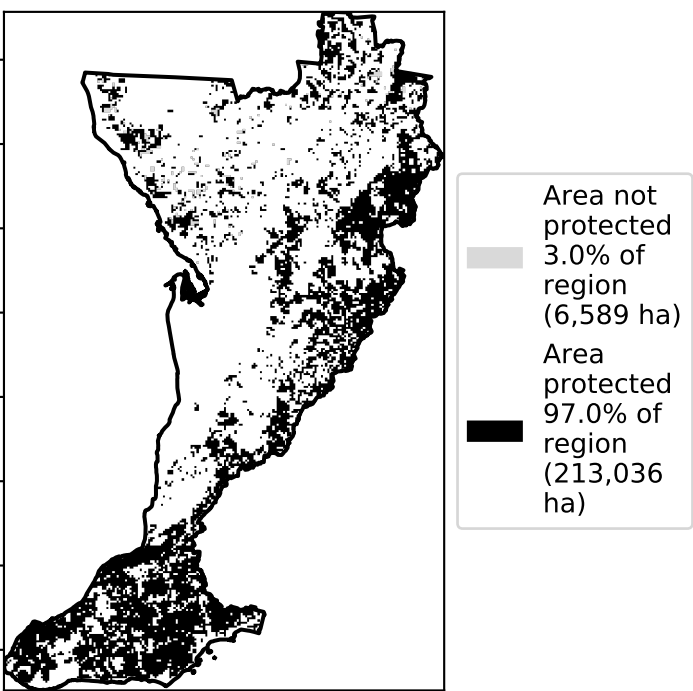 Area not
protected
3.0% of
region
(6,589 ha)
Area
protected
97.0% of
region
(213,036
ha)